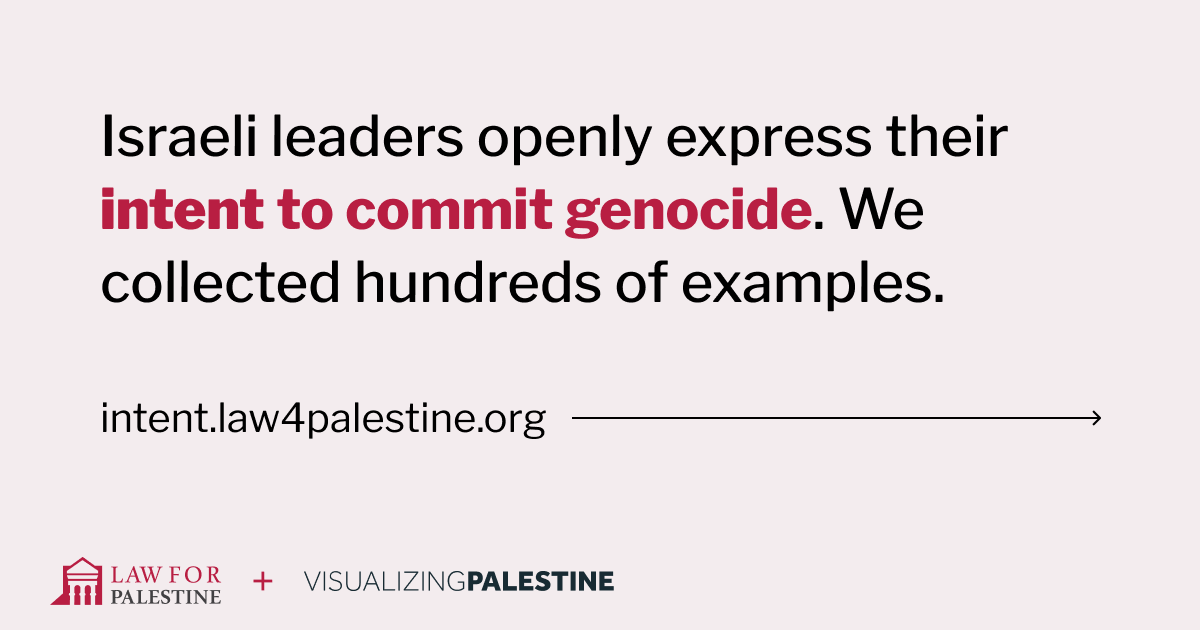 Israeli leaders openly express their
intent to commit genocide. We
collected hundreds of examples.
intent.law4palestine.org
LAW FOR
PALESTINE
+
VISUALIZINGPALESTINE